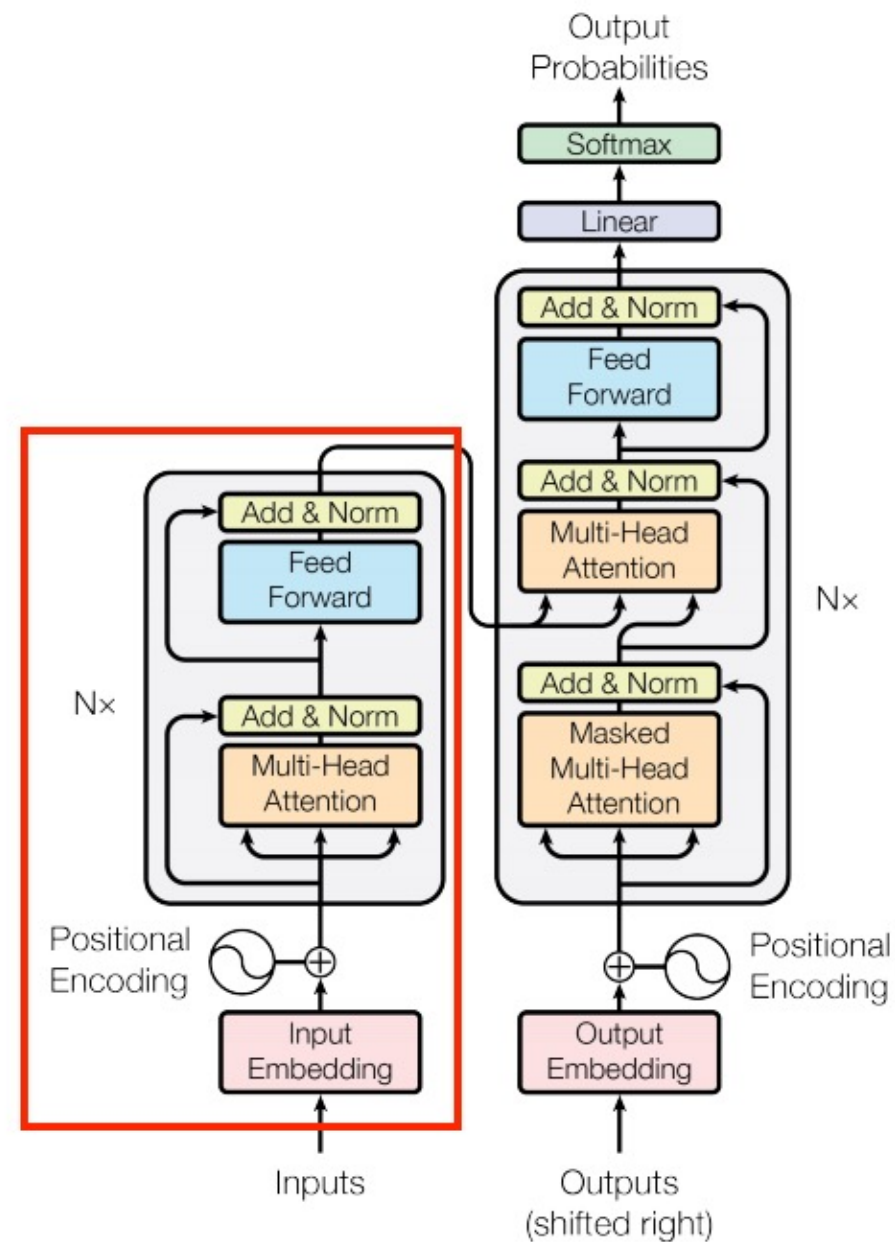 Output
Probabilities
Softmax
Linear
Add & Norm
Feed
Forward
Add & Norm
Multi-Head
Attention
N×
Add & Norm
Masked
Multi-Head
Attention
Positional
Encoding
Output
Embedding
Outputs
(shifted right)
Add & Norm
Feed
Forward
N×
Add & Norm
Multi-Head
Attention
Positional
Encoding
Input
Embedding
Inputs